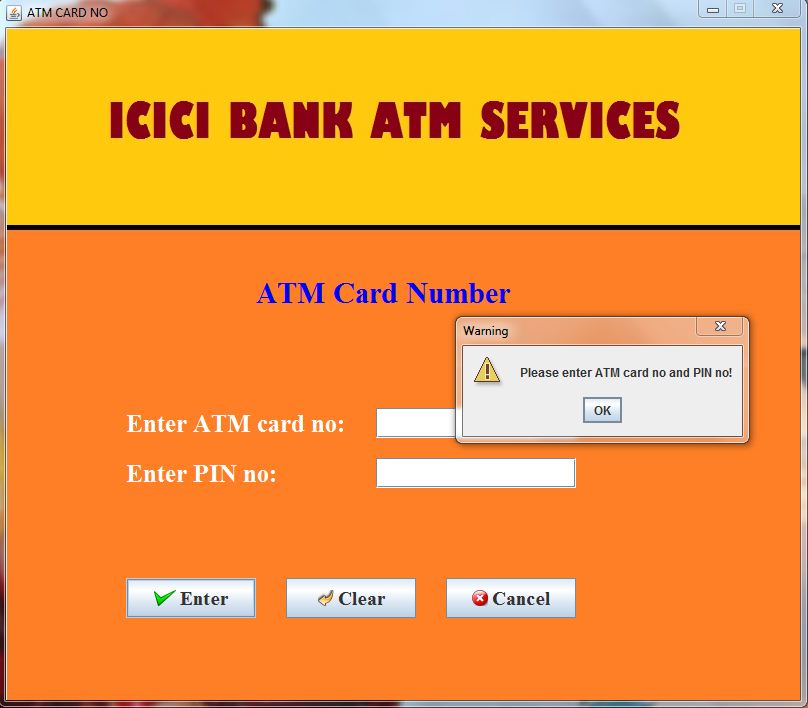 ATM CARD NO
ICICI BANK ATM SERVICES
ATM Card Number
Warning
Please enter ATM card no and PIN no!
OK
Enter ATM card no:
Enter PIN no:
Enter Clear Cancel